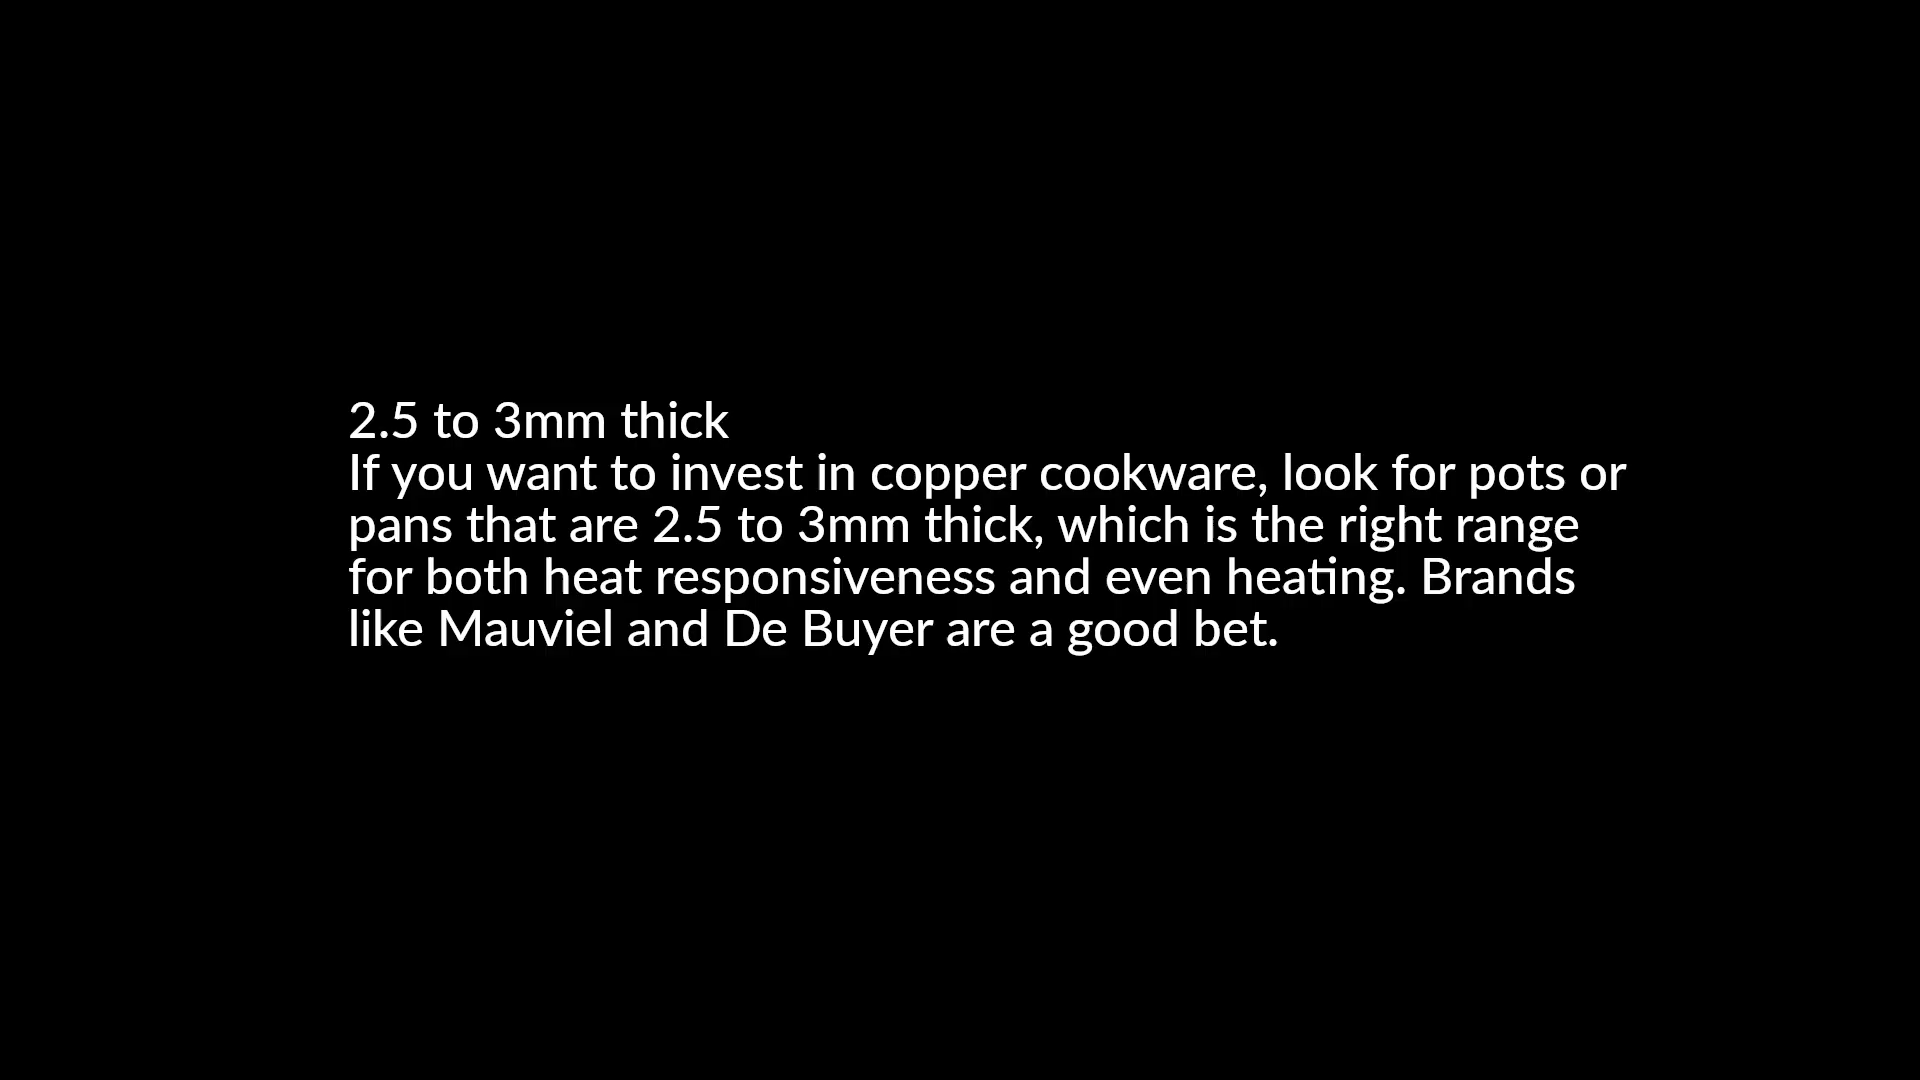 2.5 to 3mm thick
If you want to invest in copper cookware, look for pots or
pans that are 2.5 to 3mm thick, which is the right range
for both heat responsiveness and even heating. Brands
like Mauviel and De Buyer are a good bet.